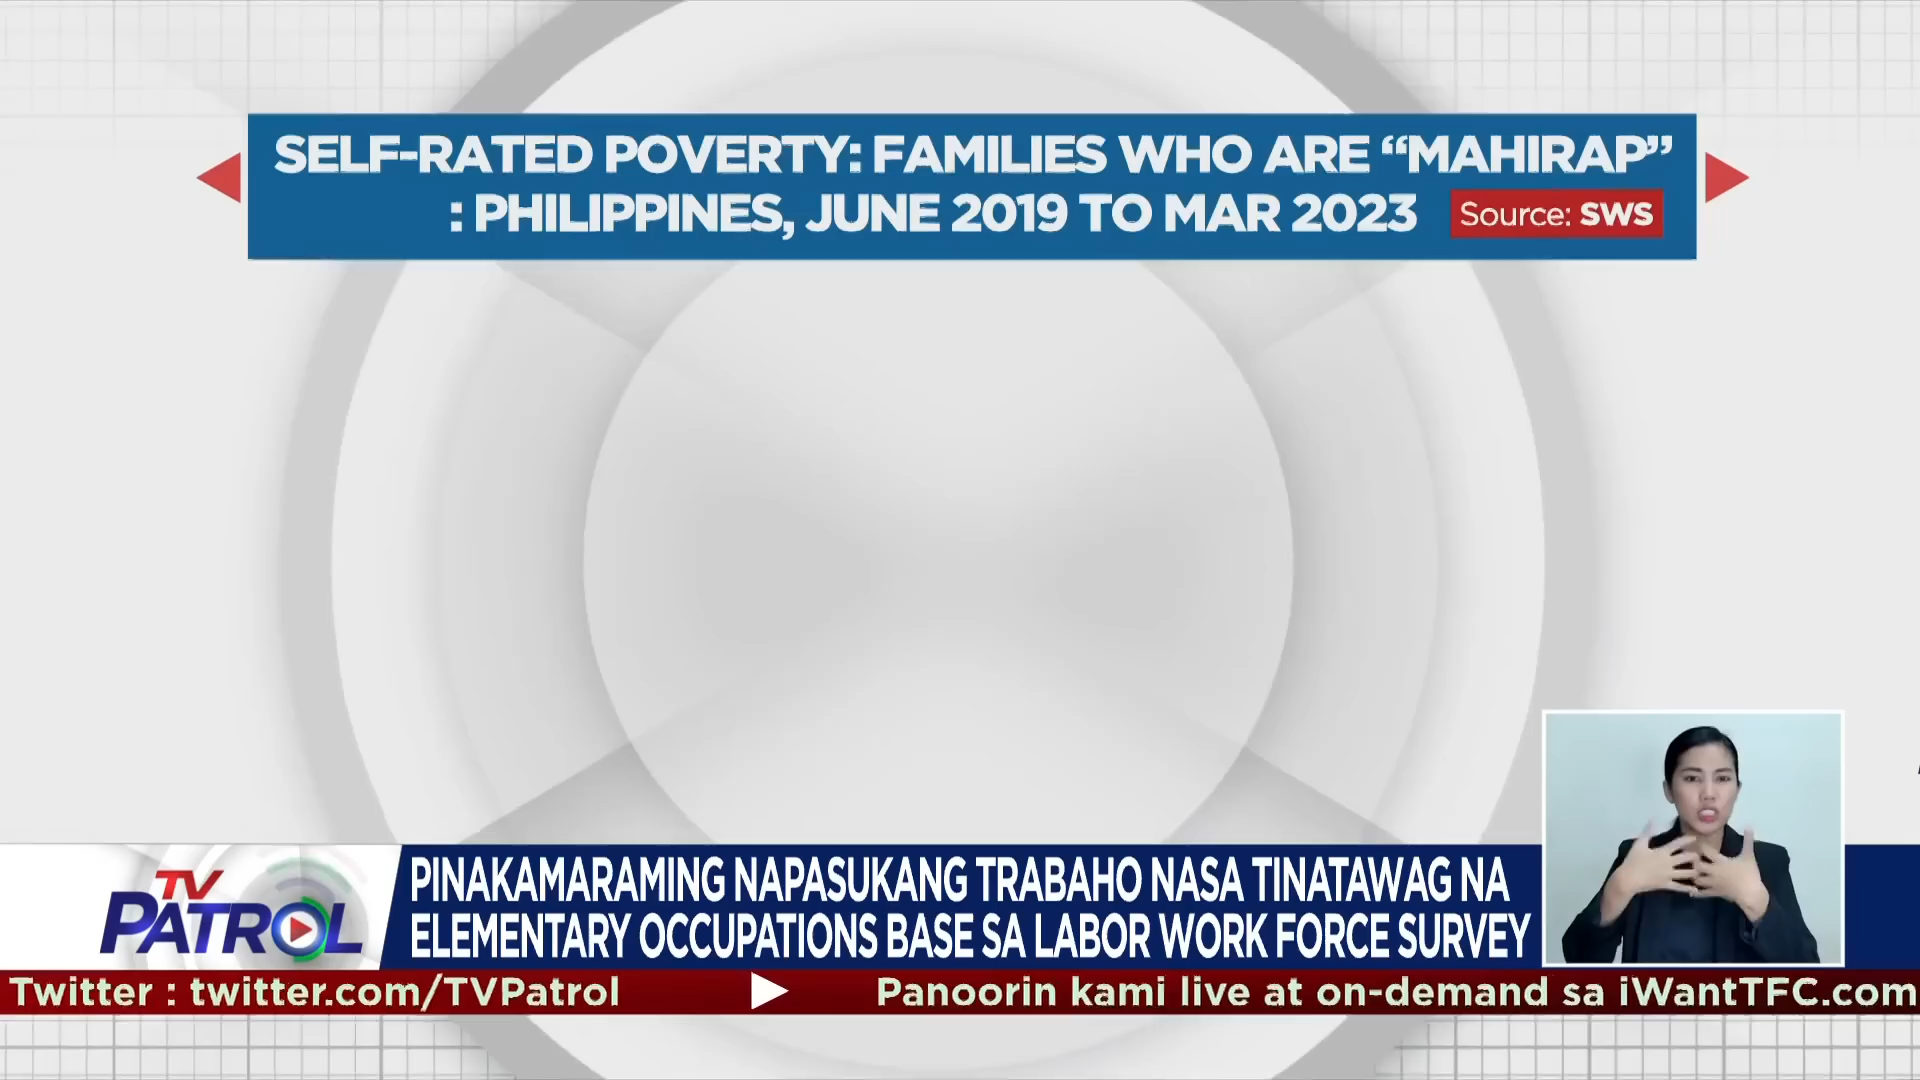 SELF-RATED POVERTY: FAMILIES WHO ARE “MAHIRAP”
: PHILIPPINES, JUNE 2019 TO MAR 2023 Source: SWS
TV
PATROL
PINAKAMARAMING NAPASUKANG TRABAHO NASA TINATAWAG NA
ELEMENTARY OCCUPATIONS BASE SA LABOR WORK FORCE SURVEY
Twitter : twitter.com/TVPatrol Panoorin kami live at on-demand sa iWantTFC.com